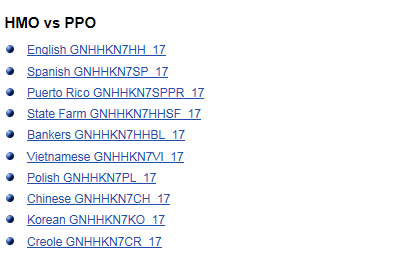 HMO vs PPO
English GNHHKN7HH_17
Spanish GNHHKN7SP_17
Puerto Rico GNHHKN7SPPR_17
State Farm GNHHKN7HHSF_17
Bankers GNHHKN7HHBL_17
Vietnamese GNHHKN7VI_17
Polish GNHHKN7PL_17
Chinese GNHHKN7CH_17
Korean GNHHKN7KO_17
Creole GNHHKN7CR_17